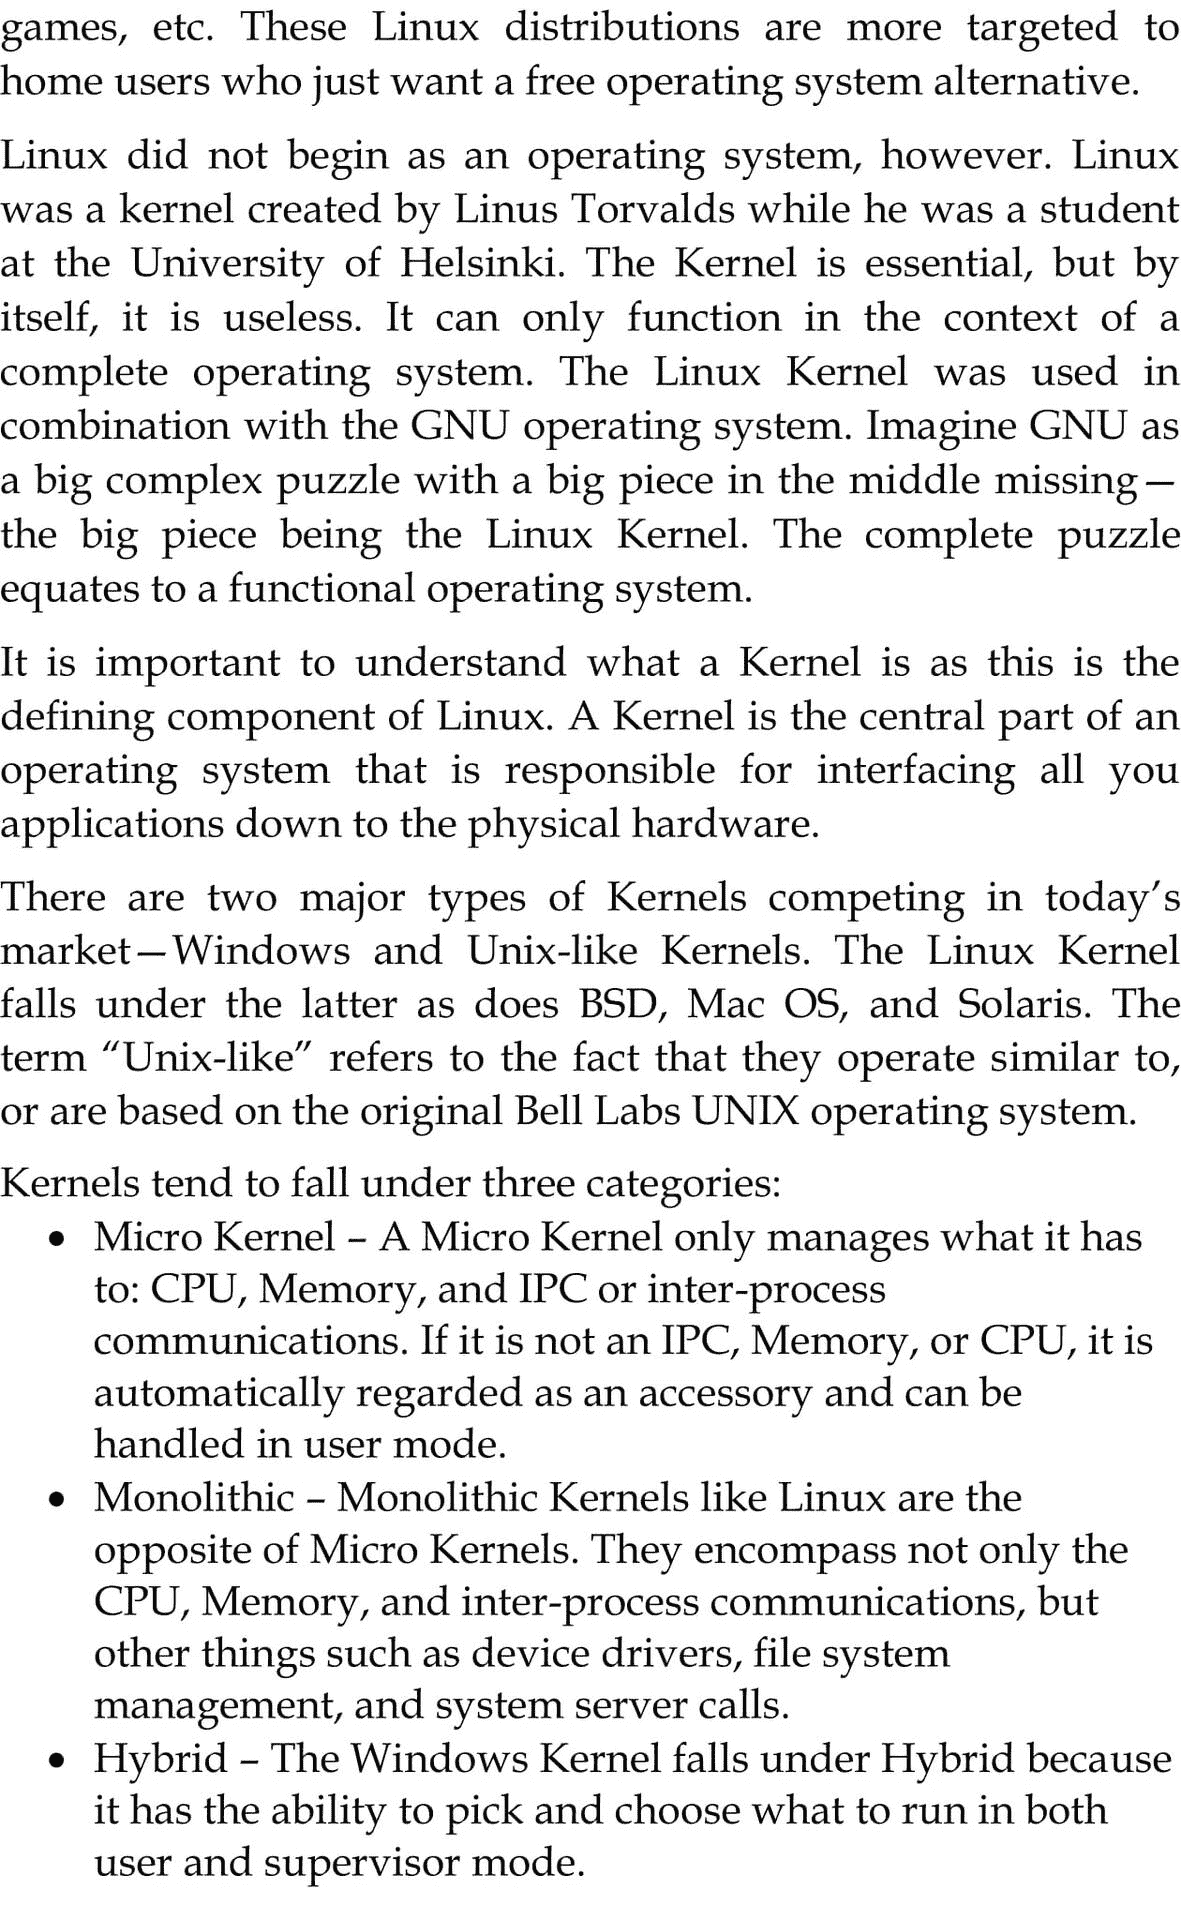 games, etc. These Linux distributions are more targeted to
home users who just want a free operating system alternative.
Linux did not begin as an operating system, however. Linux
was a kernel created by Linus Torvalds while he was a student
at the University of Helsinki. The Kernel is essential, but by
itself, it is useless. It can only function in the context of a
complete operating system. The Linux Kernel was used in
combination with the GNU operating system. Imagine GNU as
a big complex puzzle with a big piece in the middle missing—
the big piece being the Linux Kernel. The complete puzzle
equates to a functional operating system.
It is important to understand what a Kernel is as this is the
defining component of Linux. A Kernel is the central part of an
operating system that is responsible for interfacing all you
applications down to the physical hardware.
There are two major types of Kernels competing in today’s
market—Windows and Unix-like Kernels. The Linux Kernel
falls under the latter as does BSD, Mac OS, and Solaris. The
term “Unix-like” refers to the fact that they operate similar to,
or are based on the original Bell Labs UNIX operating system.
Kernels tend to fall under three categories:
• Micro Kernel – A Micro Kernel only manages what it has
to: CPU, Memory, and IPC or inter-process
communications. If it is not an IPC, Memory, or CPU, it is
automatically regarded as an accessory and can be
handled in user mode.
• Monolithic – Monolithic Kernels like Linux are the
opposite of Micro Kernels. They encompass not only the
CPU, Memory, and inter-process communications, but
other things such as device drivers, file system
management, and system server calls.
• Hybrid – The Windows Kernel falls under Hybrid because
it has the ability to pick and choose what to run in both
user and supervisor mode.